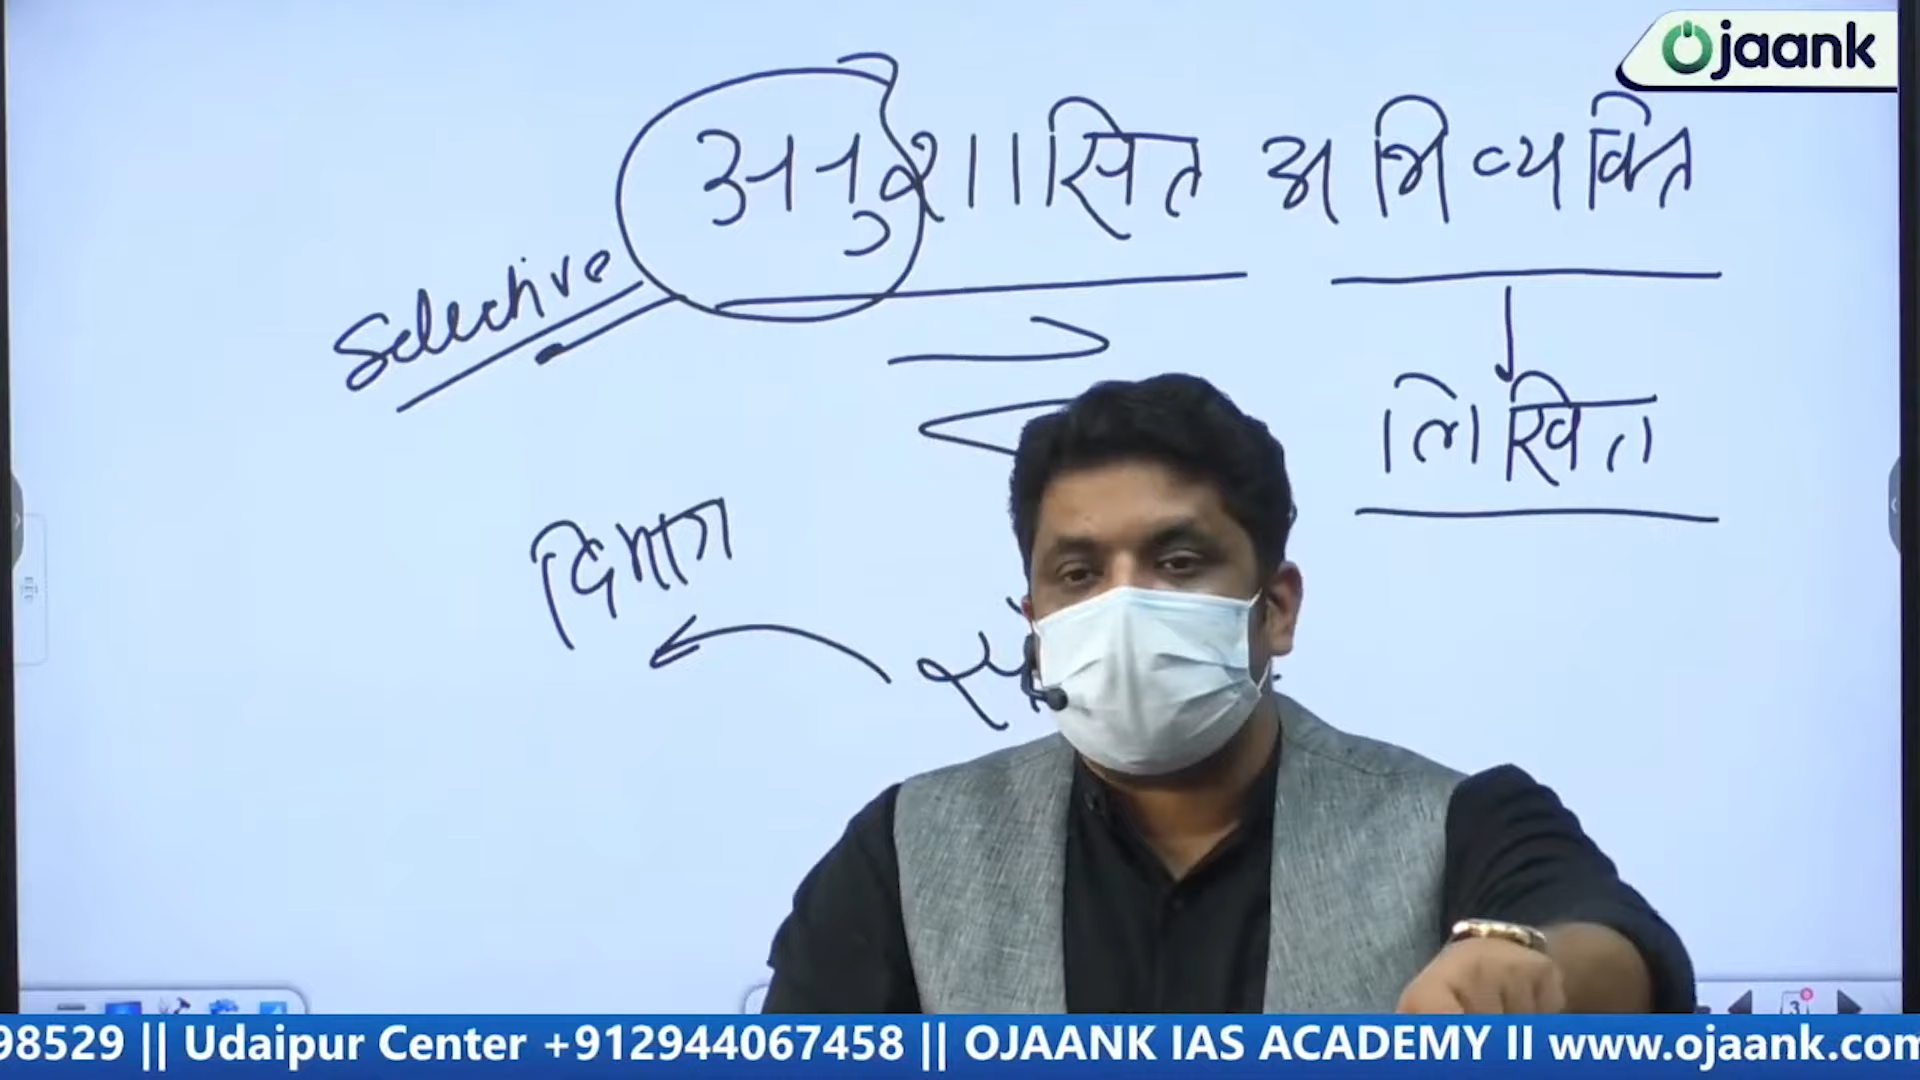 Ojaank
अनुशासित अभिव्यक्ति
Selective
लिखित
दिमाग
98529 || Udaipur Center +912944067458 || OJAANK IAS ACADEMY II www.ojaank.com